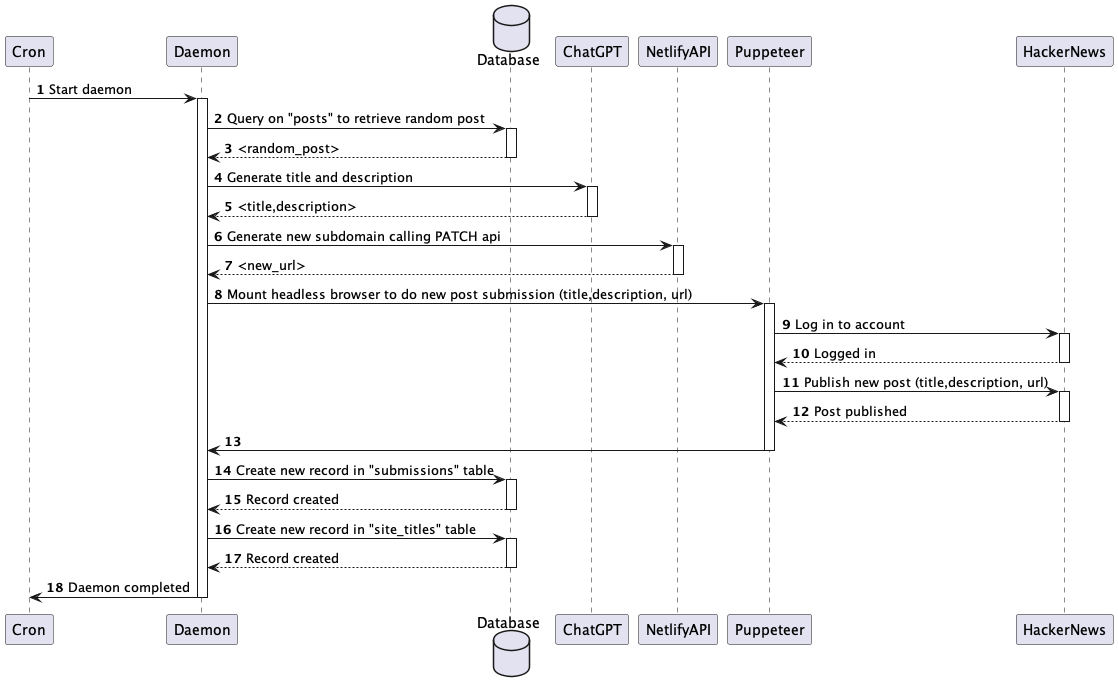 Cron
Daemon
Database
ChatGPT
NetlifyAPI
Puppeteer
HackerNews
1 Start daemon
2 Query on "posts" to retrieve random post
3 <random_post>
4 Generate title and description
5 <title,description>
6 Generate new subdomain calling PATCH api
7 <new_url>
8 Mount headless browser to do new post submission (title,description, url)
9 Log in to account
10 Logged in
11 Publish new post (title,description, url)
12 Post published
13
14 Create new record in "submissions" table
15 Record created
16 Create new record in "site_titles" table
17 Record created
18 Daemon completed
Cron
Daemon
Database
ChatGPT
NetlifyAPI
Puppeteer
HackerNews